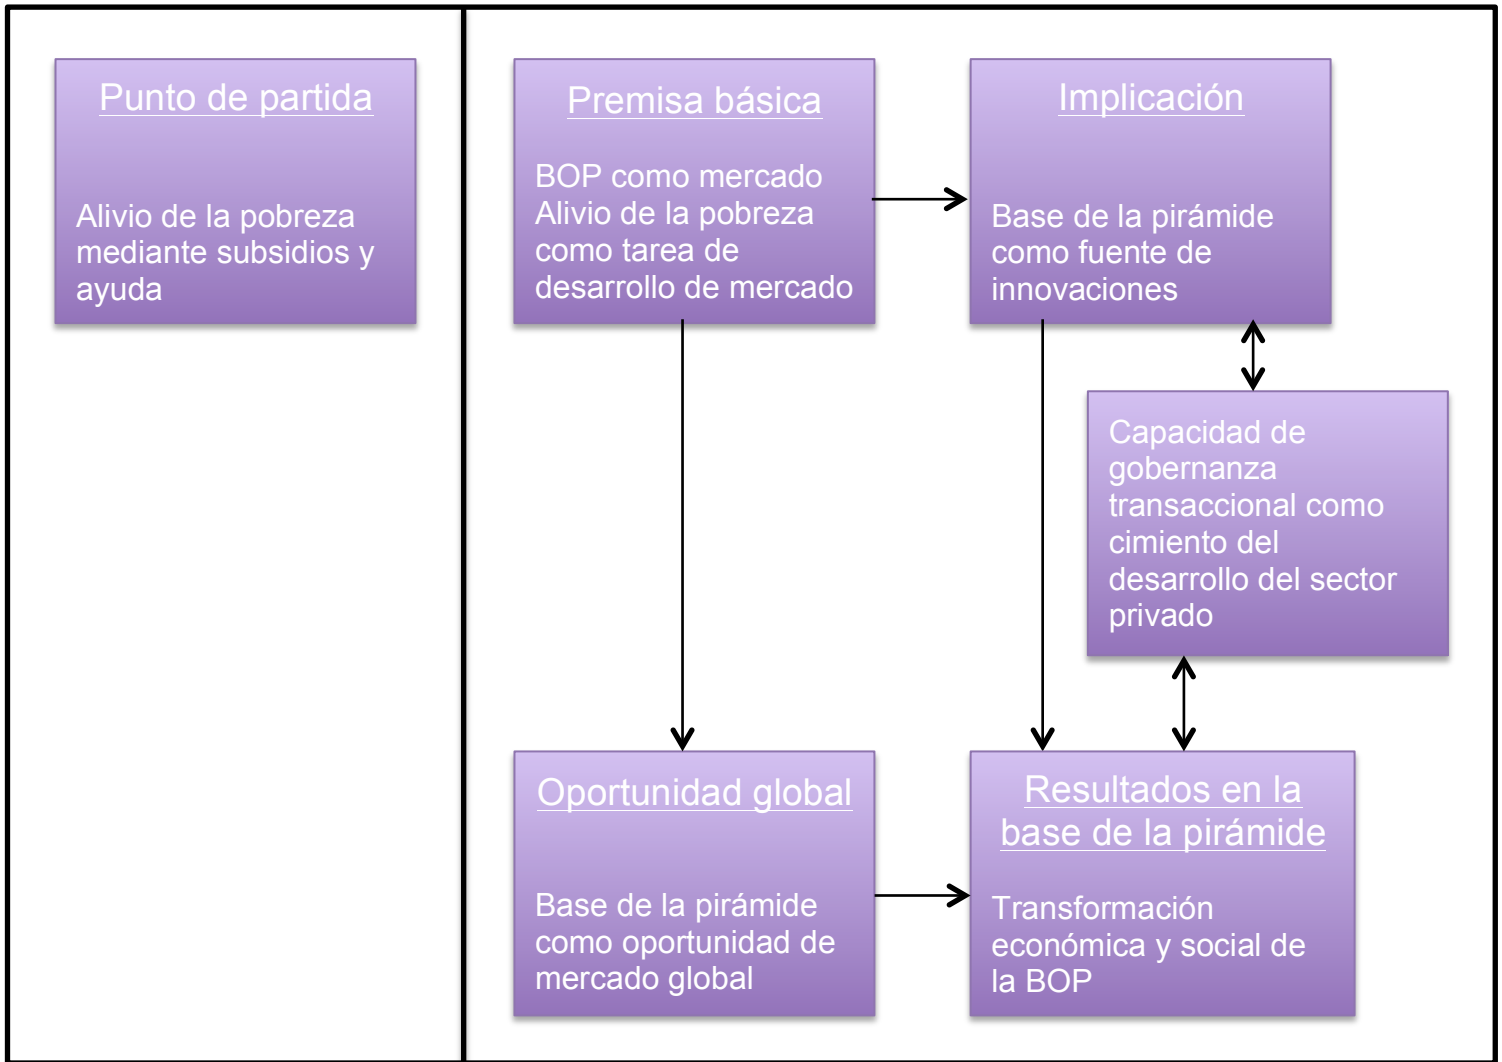 Punto de partida
Alivio de la pobreza
mediante subsidios y
ayuda
Premisa básica
BOP como mercado
Alivio de la pobreza
como tarea de
desarrollo de mercado
Implicación
Base de la pirámide
como fuente de
innovaciones
Capacidad de
gobernanza
transaccional como
cimiento del
desarrollo del sector
privado
Oportunidad global
Base de la pirámide
como oportunidad de
mercado global
Resultados en la
base de la pirámide
Transformación
económica y social de
la BOP